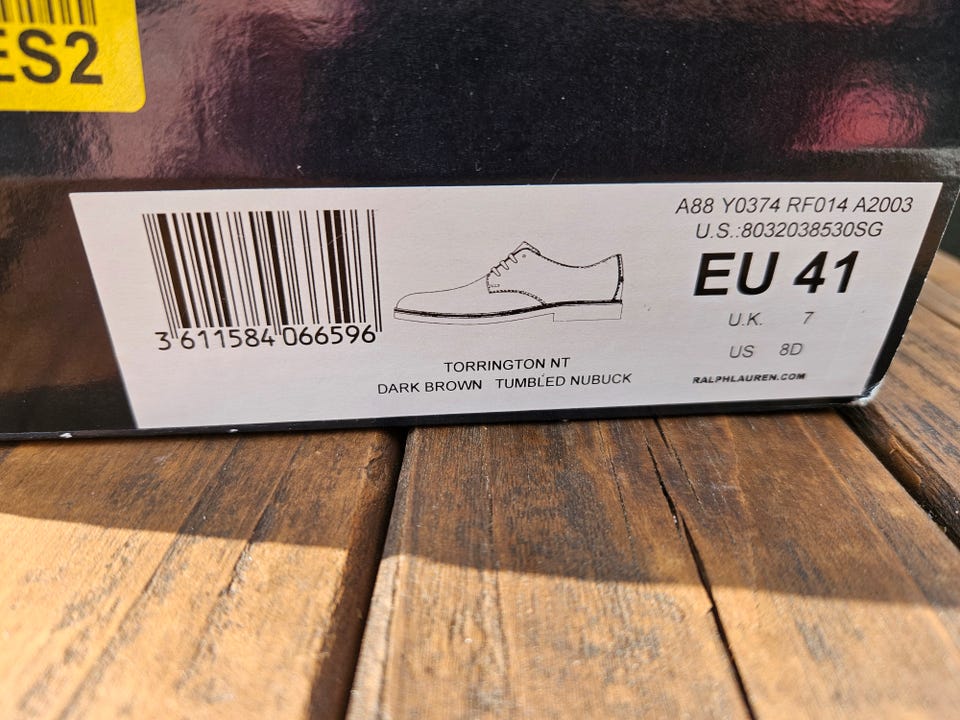 ES2
A88 Y0374 RF014 A2003
U.S.:8032038530SG
EU 41
U.K. 7
US 8D
RALPHLAUREN.COM
3 611584 066596
TORRINGTON NT
DARK BROWN TUMBLED NUBUCK